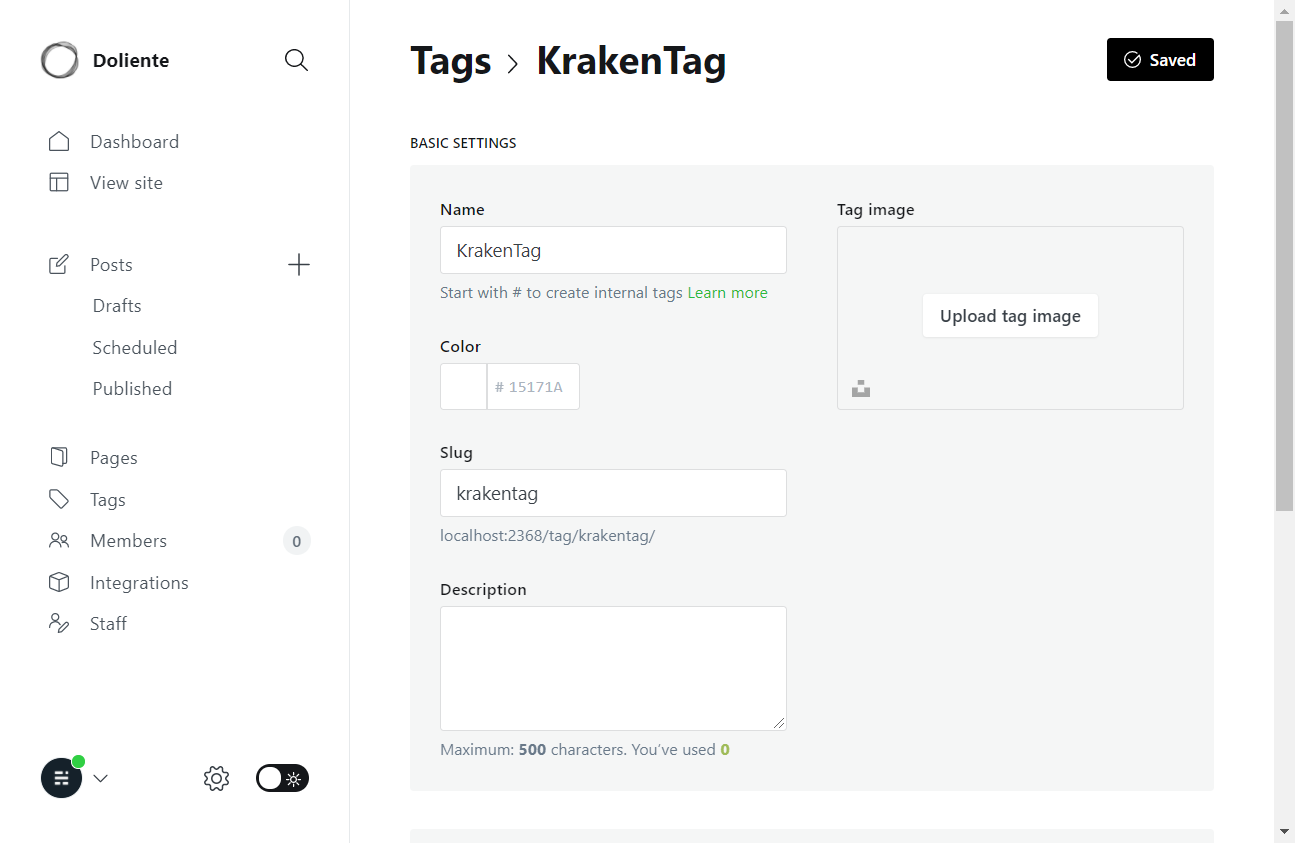 Doliente
Dashboard
View site
Posts
Drafts
Scheduled
Published
Pages
Tags
Members 0
Integrations
Staff
Tags > KrakenTag
Saved
BASIC SETTINGS
Name
KrakenTag
Start with # to create internal tags Learn more
Color
# 15171A
Slug
krakentag
localhost:2368/tag/krakentag/
Description
Maximum: 500 characters. You’ve used 0
Tag image
Upload tag image